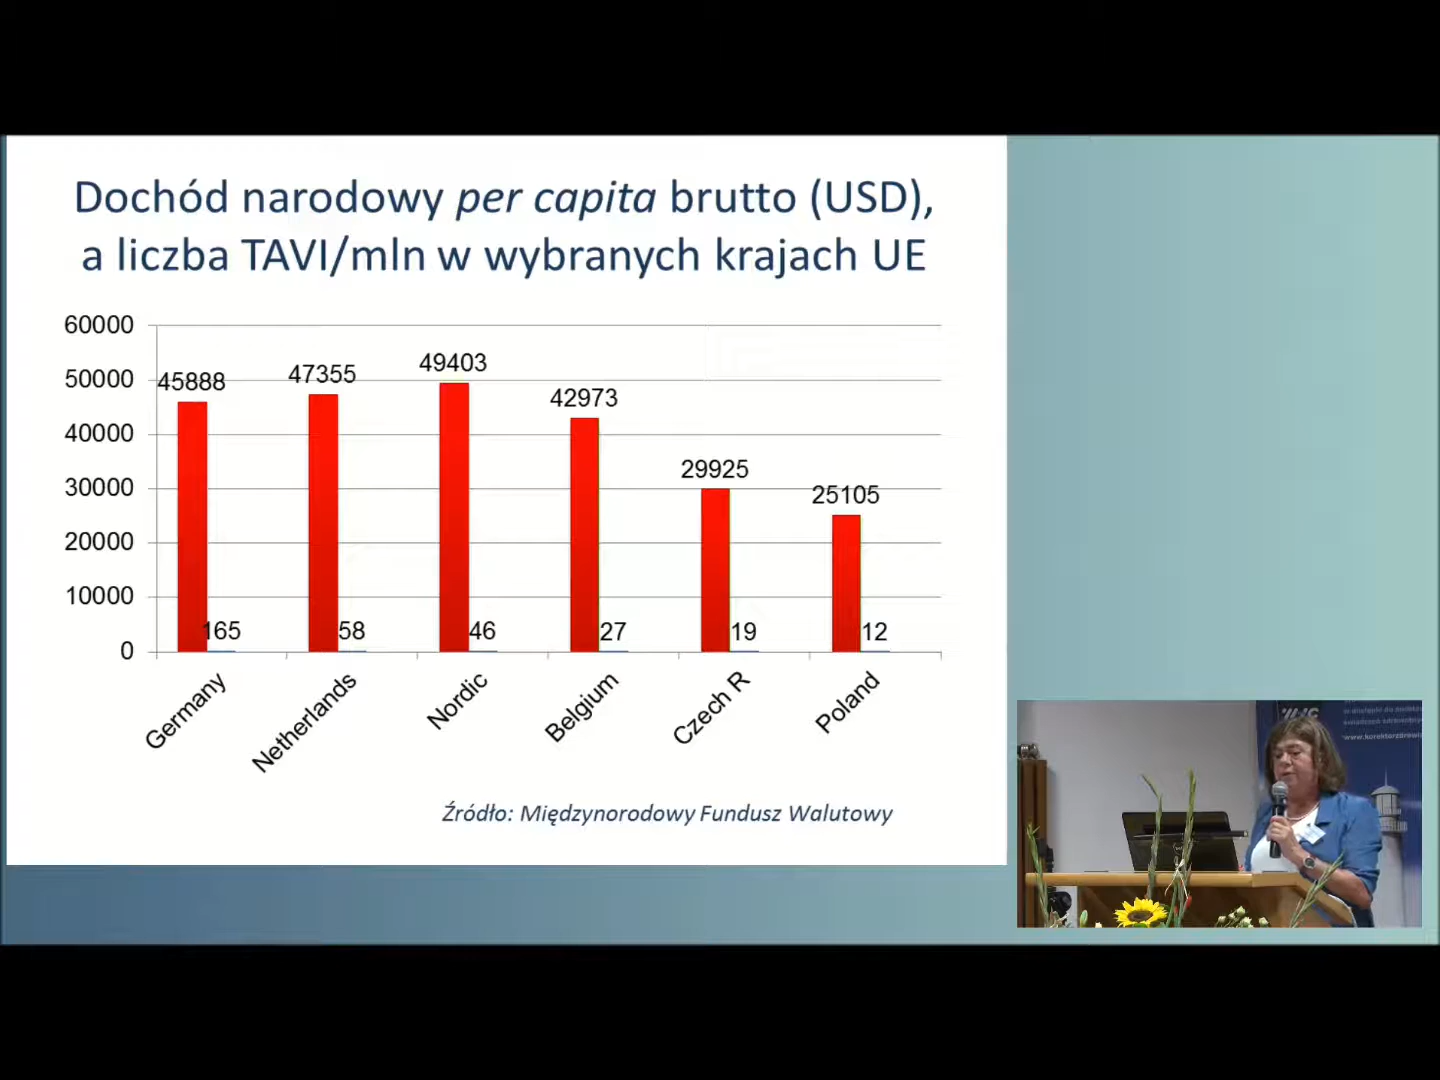 Dochód narodowy per capita brutto (USD),
a liczba TAVI/mln w wybranych krajach UE
60000
50000
40000
30000
20000
10000
0
45888
47355
49403
42973
29925
25105
165
58
46
27
19
12
Germany
Netherlands
Nordic
Belgium
Czech R
Poland
Źródło: Międzynorodowy Fundusz Walutowy